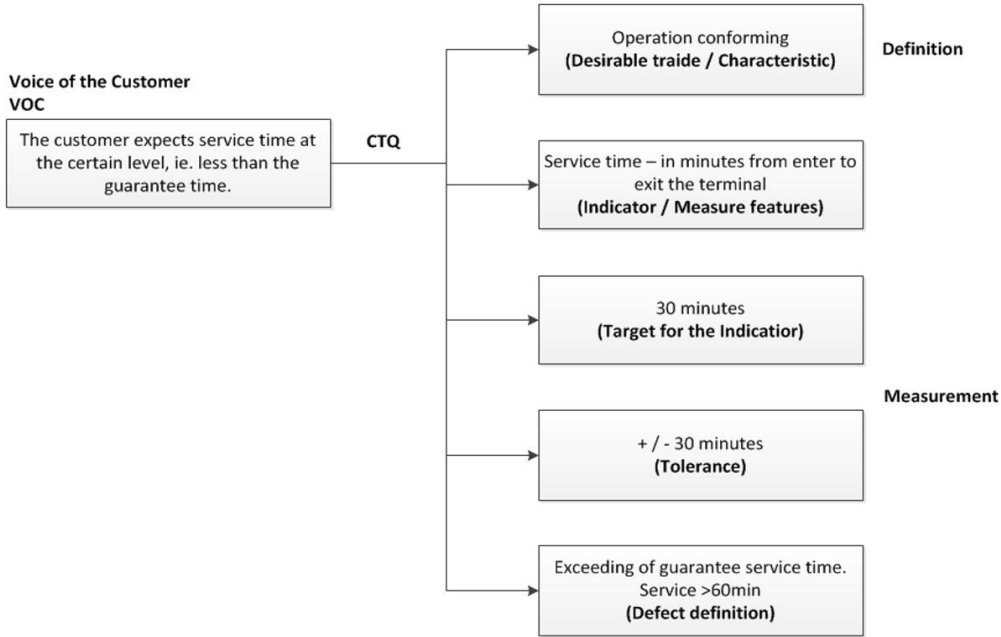 Voice of the Customer
VOC
The customer expects service time at
the certain level, ie. less than the
guarantee time.
CTQ
Operation conforming
(Desirable traide / Characteristic)
Definition
Service time – in minutes from enter to
exit the terminal
(Indicator / Measure features)
30 minutes
(Target for the Indicatior)
Measurement
+ / - 30 minutes
(Tolerance)
Exceeding of guarantee service time.
Service >60min
(Defect definition)